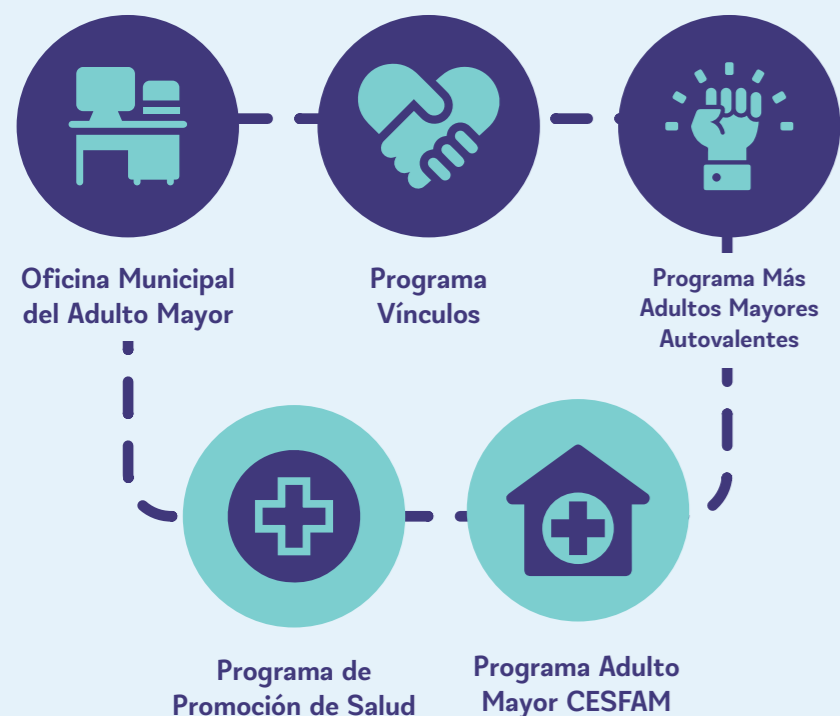 Oficina Municipal
del Adulto Mayor
Programa
Vínculos
Programa Más
Adultos Mayores
Autovalentes
Programa de
Promoción de Salud
Programa Adulto
Mayor CESFAM